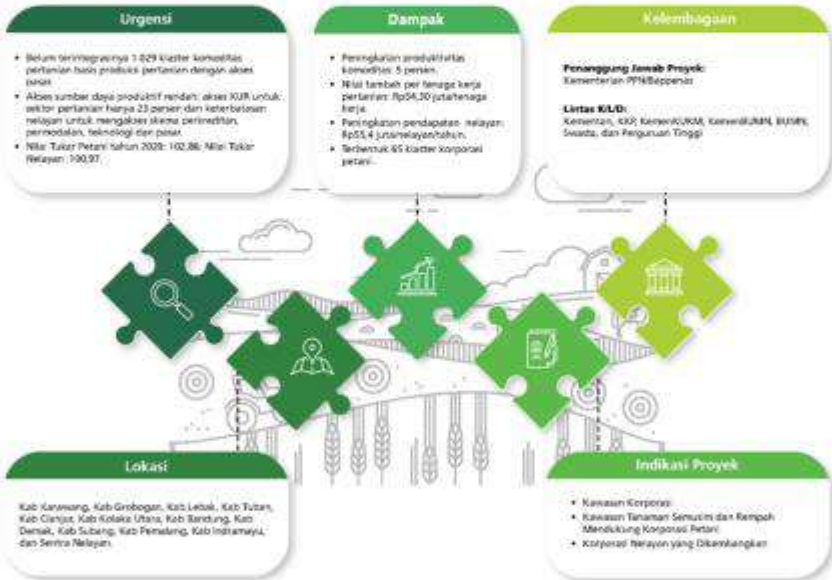 Urgensi
• Belum terintegrasinya 1.029 klaster komoditas
pertanian basis produksi pertanian dengan akses
pasar.
• Akses sumber daya produktif rendah: akses KUR untuk
sektor pertanian hanya 23 persen dan keterbatasan
nelayan untuk mengakses skema perkreditan,
permodalan, teknologi dan pasar.
• Nilai Tukar Petani tahun 2020: 102,86; Nilai Tukar
Nelayan: 100,97.
Dampak
• Peningkatan produktivitas
komoditas: 5 persen.
• Nilai tambah per tenaga kerja
pertanian: Rp54,30 juta/tenaga
kerja.
• Peningkatan pendapatan nelayan:
Rp55,4 juta/nelayan/tahun.
• Terbentuk 65 klaster korporasi
petani.
Kelembagaan
Penanggung Jawab Proyek:
Kementerian PPN/Bappenas
Lintas K/L/D:
Kementan, KKP, KemenKUKM, KemenBUMN, BUMN,
Swasta, dan Perguruan Tinggi
Lokasi
Kab Karawang, Kab Grobogan, Kab Lebak, Kab Tuban,
Kab Cianjur, Kab Kolaka Utara, Kab Bandung, Kab
Demak, Kab Subang, Kab Pemalang, Kab Indramayu,
dan Sentra Nelayan.
Indikasi Proyek
• Kawasan Korporasi
• Kawasan Tanaman Semusim dan Rempah
Mendukung Korporasi Petani
• Korporasi Nelayan yang Dikembangkan